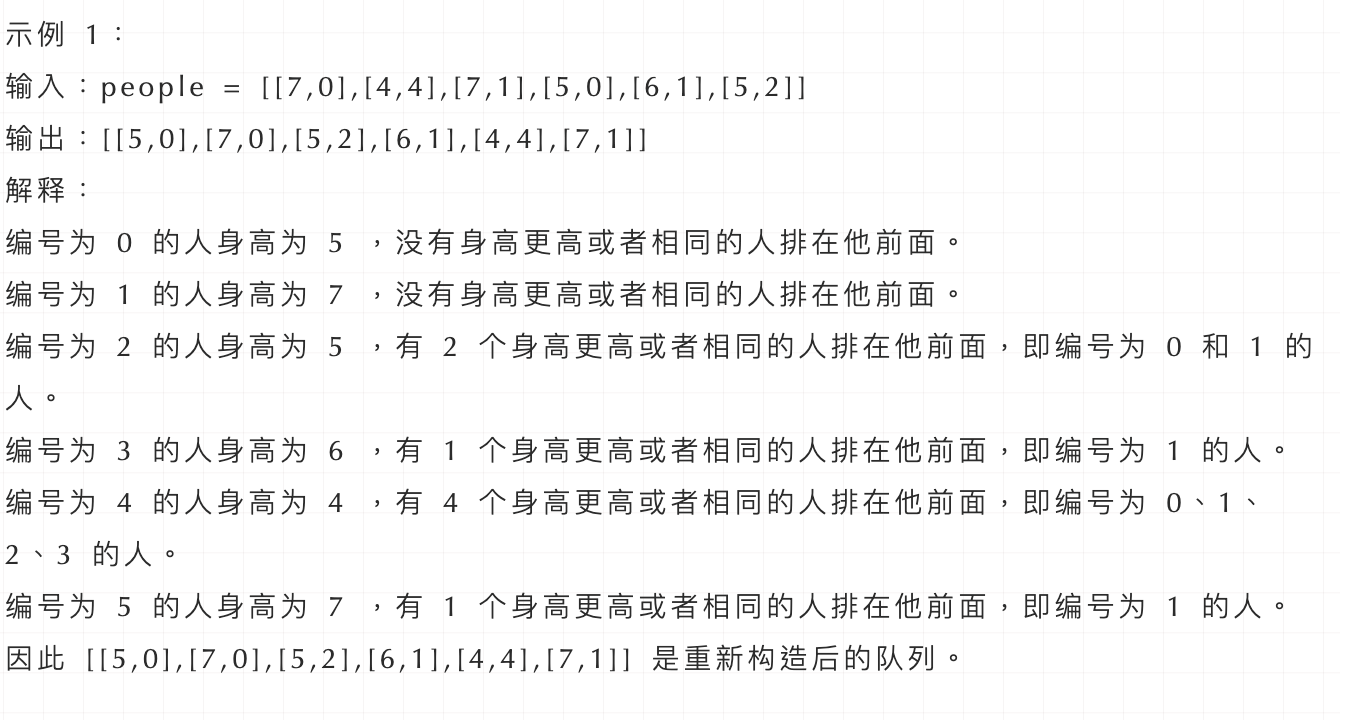 示例 1：
输入：people = [[7,0],[4,4],[7,1],[5,0],[6,1],[5,2]]
输出：[[5,0],[7,0],[5,2],[6,1],[4,4],[7,1]]
解释：
编号为 0 的人身高为 5 ，没有身高更高或者相同的人排在他前面。
编号为 1 的人身高为 7 ，没有身高更高或者相同的人排在他前面。
编号为 2 的人身高为 5 ，有 2 个身高更高或者相同的人排在他前面，即编号为 0 和 1 的
人。
编号为 3 的人身高为 6 ，有 1 个身高更高或者相同的人排在他前面，即编号为 1 的人。
编号为 4 的人身高为 4 ，有 4 个身高更高或者相同的人排在他前面，即编号为 0、1、
2、3 的人。
编号为 5 的人身高为 7 ，有 1 个身高更高或者相同的人排在他前面，即编号为 1 的人。
因此 [[5,0],[7,0],[5,2],[6,1],[4,4],[7,1]] 是重新构造后的队列。